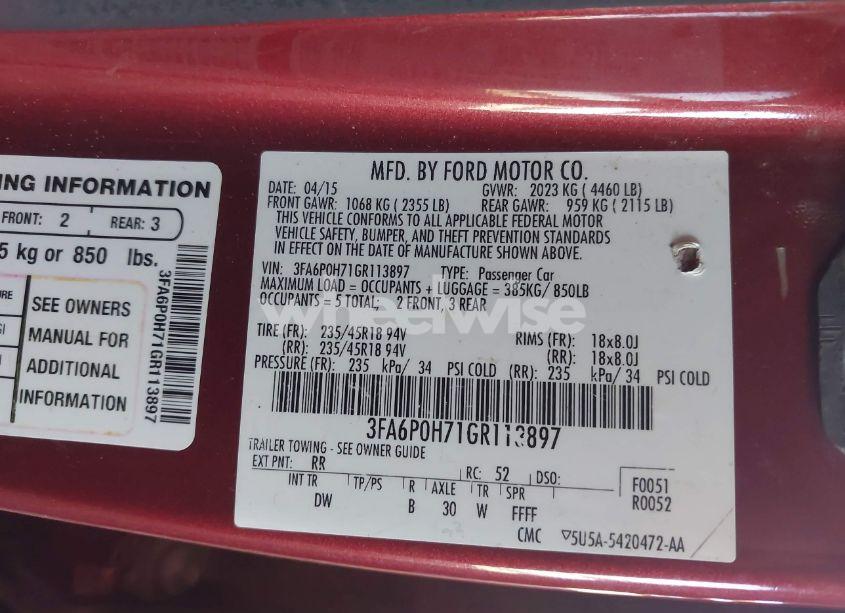 ING INFORMATION
FRONT: 2 REAR: 3
5 kg or 850 lbs.
SEE OWNERS
MANUAL FOR
ADDITIONAL
INFORMATION
3FA6P0H71GR113897
MFD. BY FORD MOTOR CO.
DATE: 04/15 GVWR: 2023 KG ( 4460 LB)
FRONT GAWR: 1068 KG ( 2355 LB) REAR GAWR: 959 KG ( 2115 LB)
THIS VEHICLE CONFORMS TO ALL APPLICABLE FEDERAL MOTOR
VEHICLE SAFETY, BUMPER, AND THEFT PREVENTION STANDARDS
IN EFFECT ON THE DATE OF MANUFACTURE SHOWN ABOVE.
VIN: 3FA6P0H71GR113897 TYPE: Passenger Car
MAXIMUM LOAD = OCCUPANTS + LUGGAGE = 385KG/ 850LB
OCCUPANTS = 5 TOTAL; 2 FRONT, 3 REAR
wheelwise
TIRE (FR): 235/45R18 94V RIMS (FR): 18x8.0J
(RR): 235/45R18 94V (RR): 18x8.0J
PRESSURE (FR): 235 kPa/ 34 PSI COLD (RR): 235 kPa/ 34 PSI COLD
3FA6P0H71GR113897
TRAILER TOWING - SEE OWNER GUIDE
EXT PNT: RR RC: 52 DSO: F0051
R0052
INT TR TP/PS R AXLE TR SPR
DW B 30 W FFFF
CMC ▽5U5A-5420472-AA